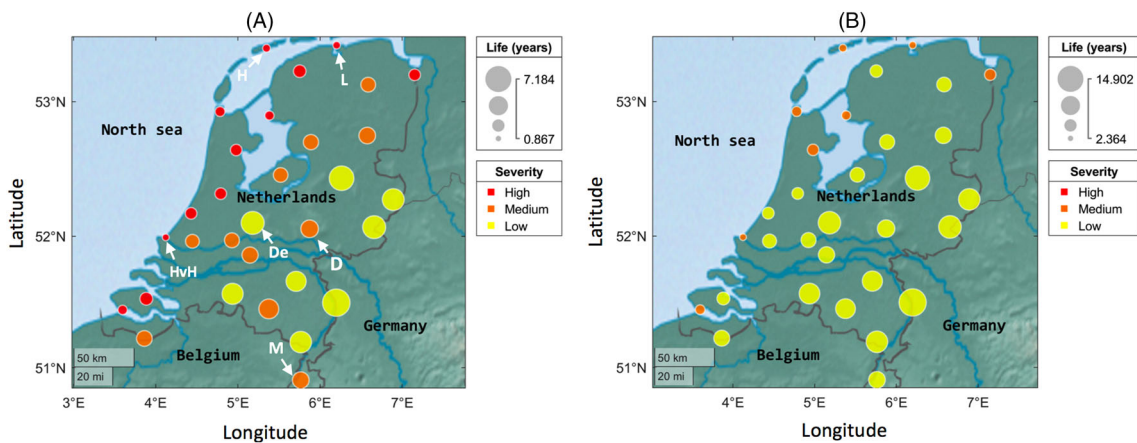 (A)
(B)
Life (years)
7.184
0.867
Severity
High
Medium
Low
Life (years)
14.902
2.364
Severity
High
Medium
Low
Latitude
53°N
52°N
51°N
North sea
Netherlands
Germany
Belgium
H
L
HvH
De
D
M
50 km
20 mi
3°E
4°E
5°E
6°E
7°E
Longitude
Latitude
53°N
52°N
51°N
North sea
Netherlands
Germany
Belgium
50 km
20 mi
4°E
5°E
6°E
7°E
Longitude